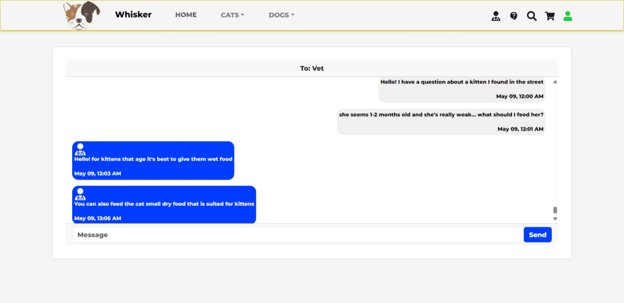 Whisker
HOME
CATS
DOGS
To: Vet
Hello! I have a question about a kitten I found in the street
May 09, 12:00 AM
she seems 1-2 months old and she's really weak... what should I feed her?
May 09, 12:01 AM
Hello! for kittens that age it's best to give them wet food
May 09, 12:03 AM
You can also feed the cat small dry food that is suited for kittens
May 09, 12:05 AM
Message
Send